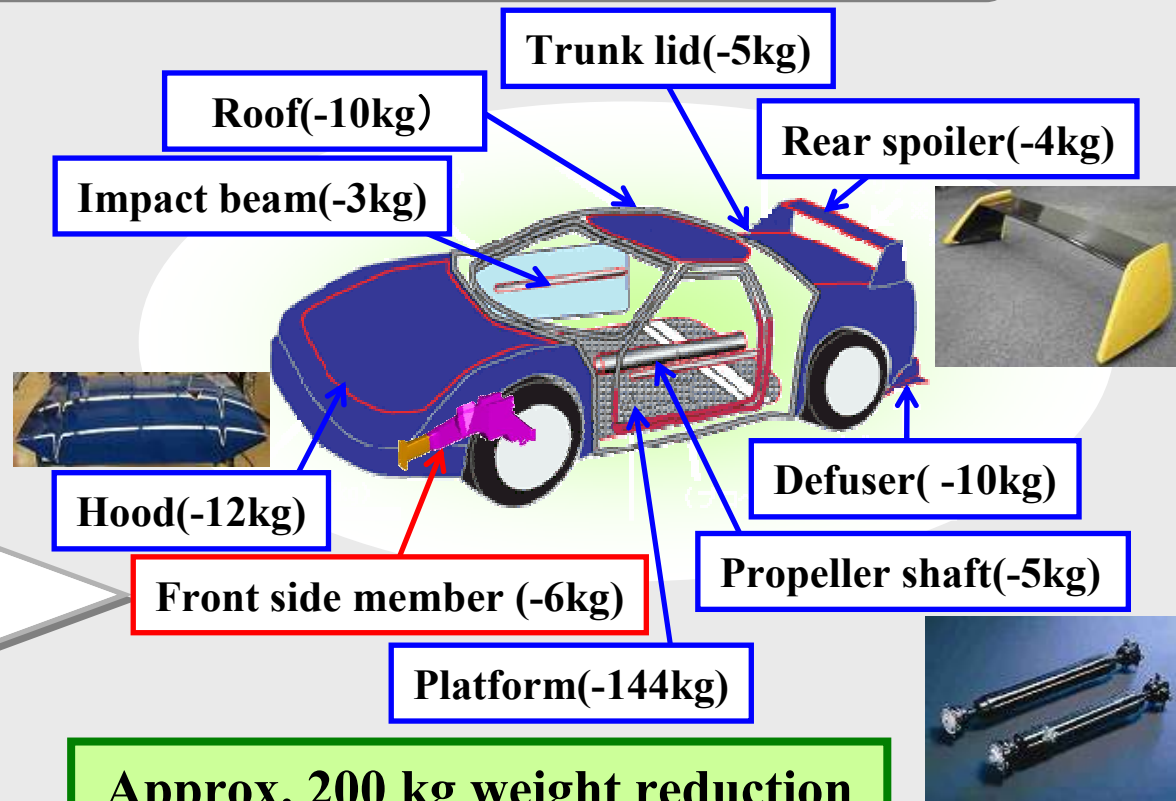 Trunk lid(-5kg)
Roof(-10kg）
Rear spoiler(-4kg)
Impact beam(-3kg)
Defuser( -10kg)
Hood(-12kg)
Propeller shaft(-5kg)
Front side member (-6kg)
Platform(-144kg)
Approx. 200 kg weight reduction